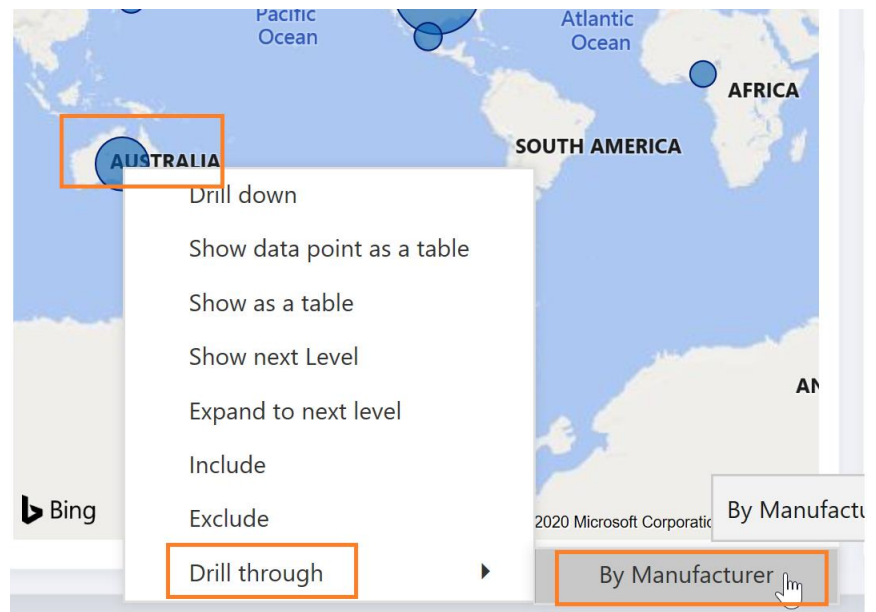 Pacific
Ocean
Atlantic
Ocean
AFRICA
SOUTH AMERICA
AUSTRALIA
Drill down
Show data point as a table
Show as a table
Show next Level
Expand to next level
Include
Exclude
Drill through
By Manufacturer
AN
Bing
2020 Microsoft Corporatic
By Manufactu